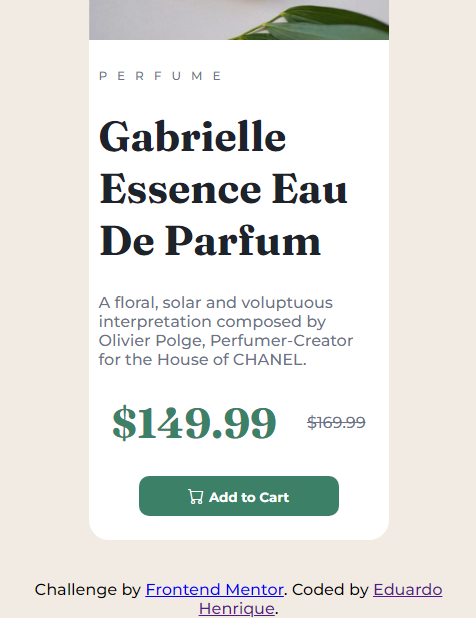 PERFUME
Gabrielle
Essence Eau
De Parfum
A floral, solar and voluptuous
interpretation composed by
Olivier Polge, Perfumer-Creator
for the House of CHANEL.
$149.99 $169.99
Add to Cart
Challenge by Frontend Mentor. Coded by Eduardo
Henrique.